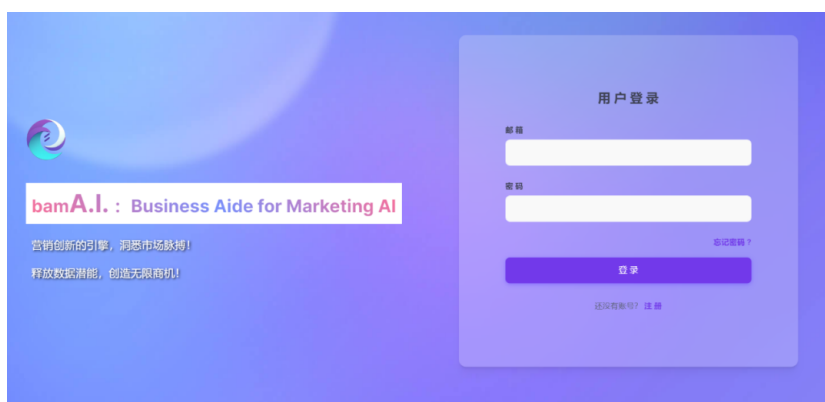 bamA.I.：Business Aide for Marketing AI
营销创新的引擎，洞悉市场脉搏！
释放数据潜能，创造无限商机！
用户登录
邮箱
密码
忘记密码？
登录
还没有账号？ 注册